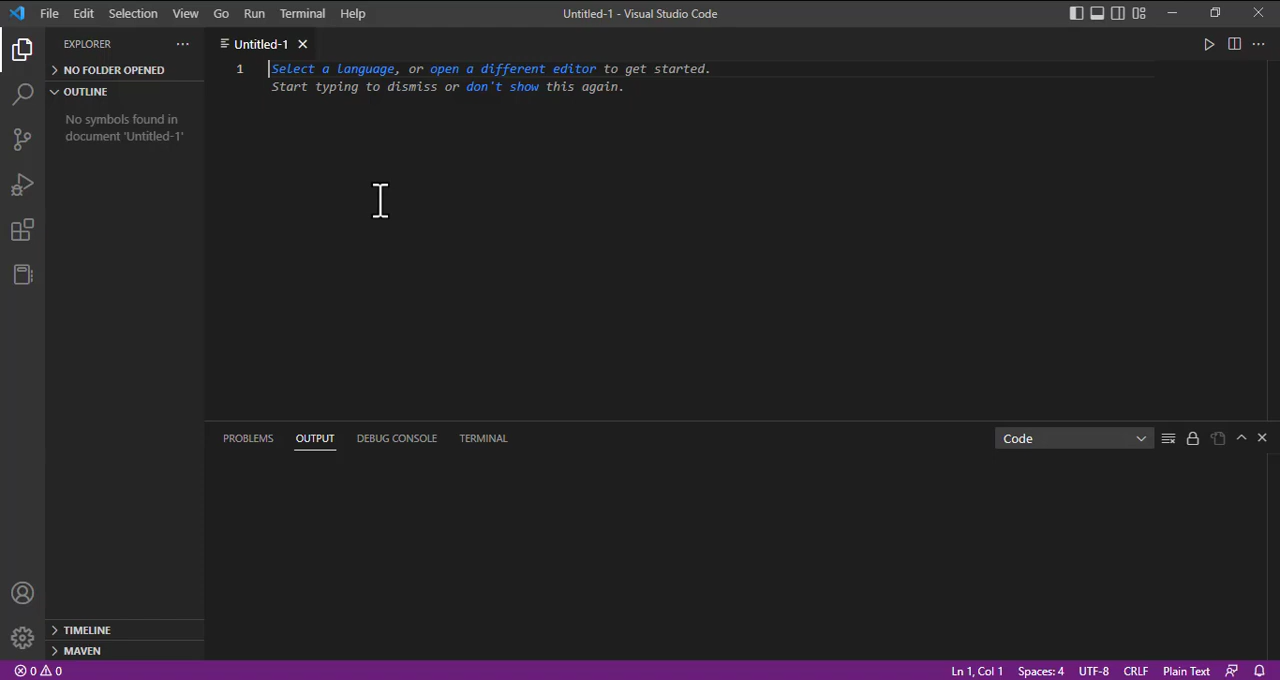 File Edit Selection View Go Run Terminal Help Untitled-1 - Visual Studio Code
EXPLORER
NO FOLDER OPENED
OUTLINE
No symbols found in
document 'Untitled-1'
Untitled-1
1 Select a language, or open a different editor to get started.
Start typing to dismiss or don't show this again.
PROBLEMS OUTPUT DEBUG CONSOLE TERMINAL Code
TIMELINE
MAVEN
0 0 Ln 1, Col 1 Spaces: 4 UTF-8 CRLF Plain Text